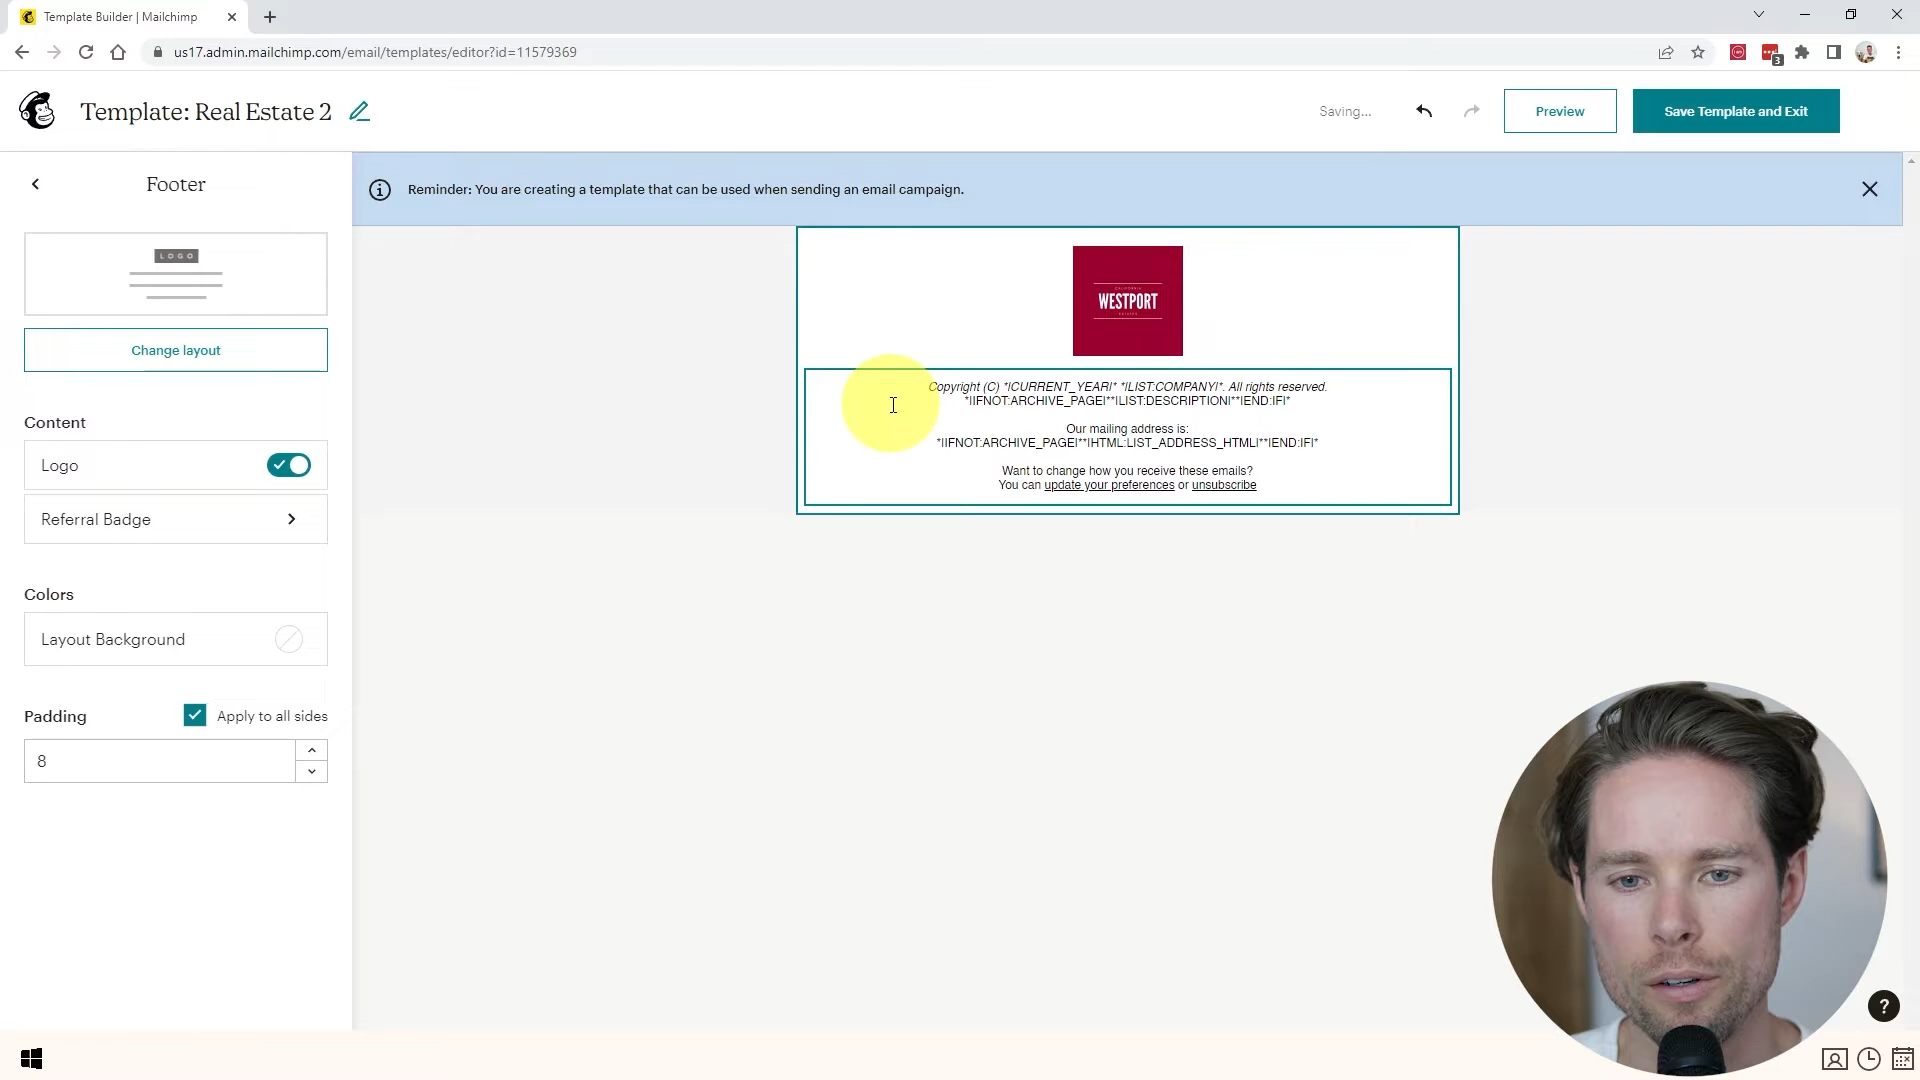 Template Builder | Mailchimp
us17.admin.mailchimp.com/email/templates/editor?id=11579369
3
Template: Real Estate 2
Saving...
Preview
Save Template and Exit
Footer
Reminder: You are creating a template that can be used when sending an email campaign.
LOGO
Change layout
Content
Logo
Referral Badge
Colors
Layout Background
Padding
Apply to all sides
8
CALIFORNIA
WESTPORT
Copyright (C) *|CURRENT_YEAR|* *|LIST:COMPANY|*. All rights reserved.
*|IFNOT:ARCHIVE_PAGE|**|LIST:DESCRIPTION|**|END:IF|*
Our mailing address is:
*|IFNOT:ARCHIVE_PAGE|**|HTML:LIST_ADDRESS_HTML|**|END:IF|*
Want to change how you receive these emails?
You can update your preferences or unsubscribe
?